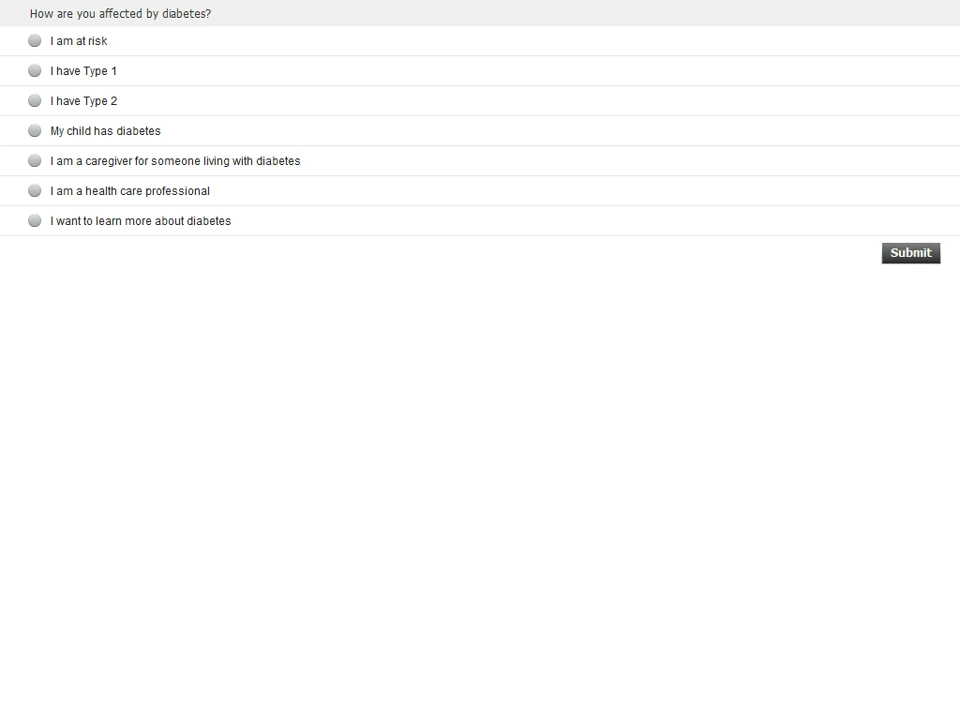 How are you affected by diabetes?
I am at risk
I have Type 1
I have Type 2
My child has diabetes
I am a caregiver for someone living with diabetes
I am a health care professional
I want to learn more about diabetes
Submit